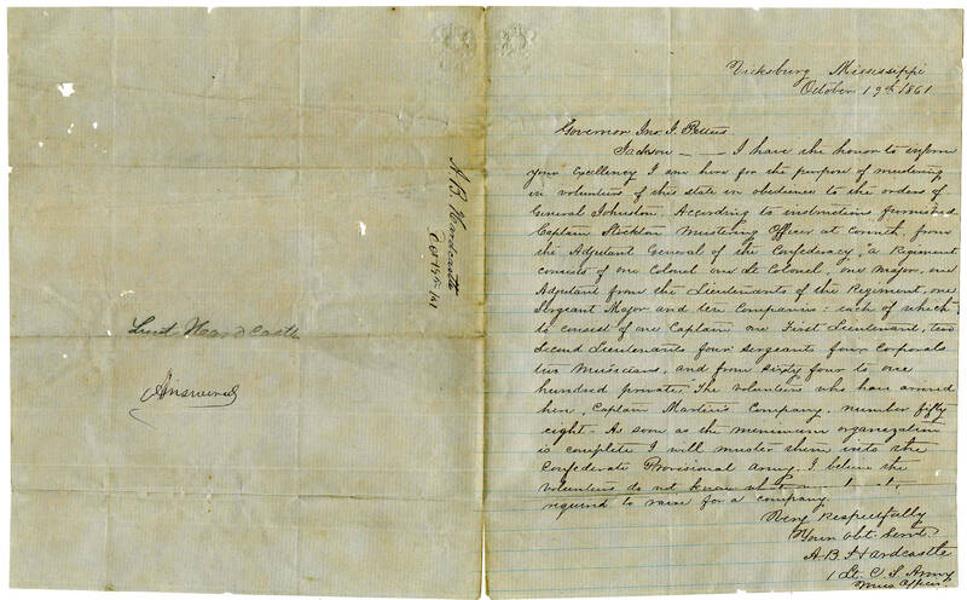 A B Hardcastle
Oct 19th /61
Lieut Hardcastle
Answered
Vicksburg Mississippi
October 19th 1861
Governor Jno. J. Pettus
Jackson — — I have the honor to inform
your Excellency I am here for the purpose of mustering
in volunteers of this state in obedience to the orders of
General Johnston. According to instructions furnished
Captain Stockton Mustering Officer at Corinth, from
the Adjutant General of the Confederacy, "a Regiment
consists of one Colonel one Lt Colonel, one Major, one
Adjutant from the Lieutenants of the Regiment, one
Sergeant Major and ten Companies: each of which
to consist of one Captain one First Lieutenant, two
Second Lieutenants four Sergeants four Corporals
two Musicians, and from sixty four to one
hundred privates." The volunteers who have arrived
here, Captain Martin's Company, number fifty
eight — As soon as the minimum organization
is complete I will muster them into the
Confederate Provisional Army. I believe the
volunteers do not know what
required to raise for a company.
Very Respectfully
Your Obt. Servt.
A. B. Hardcastle
1 Lt. C. S. Army
Mus Officer